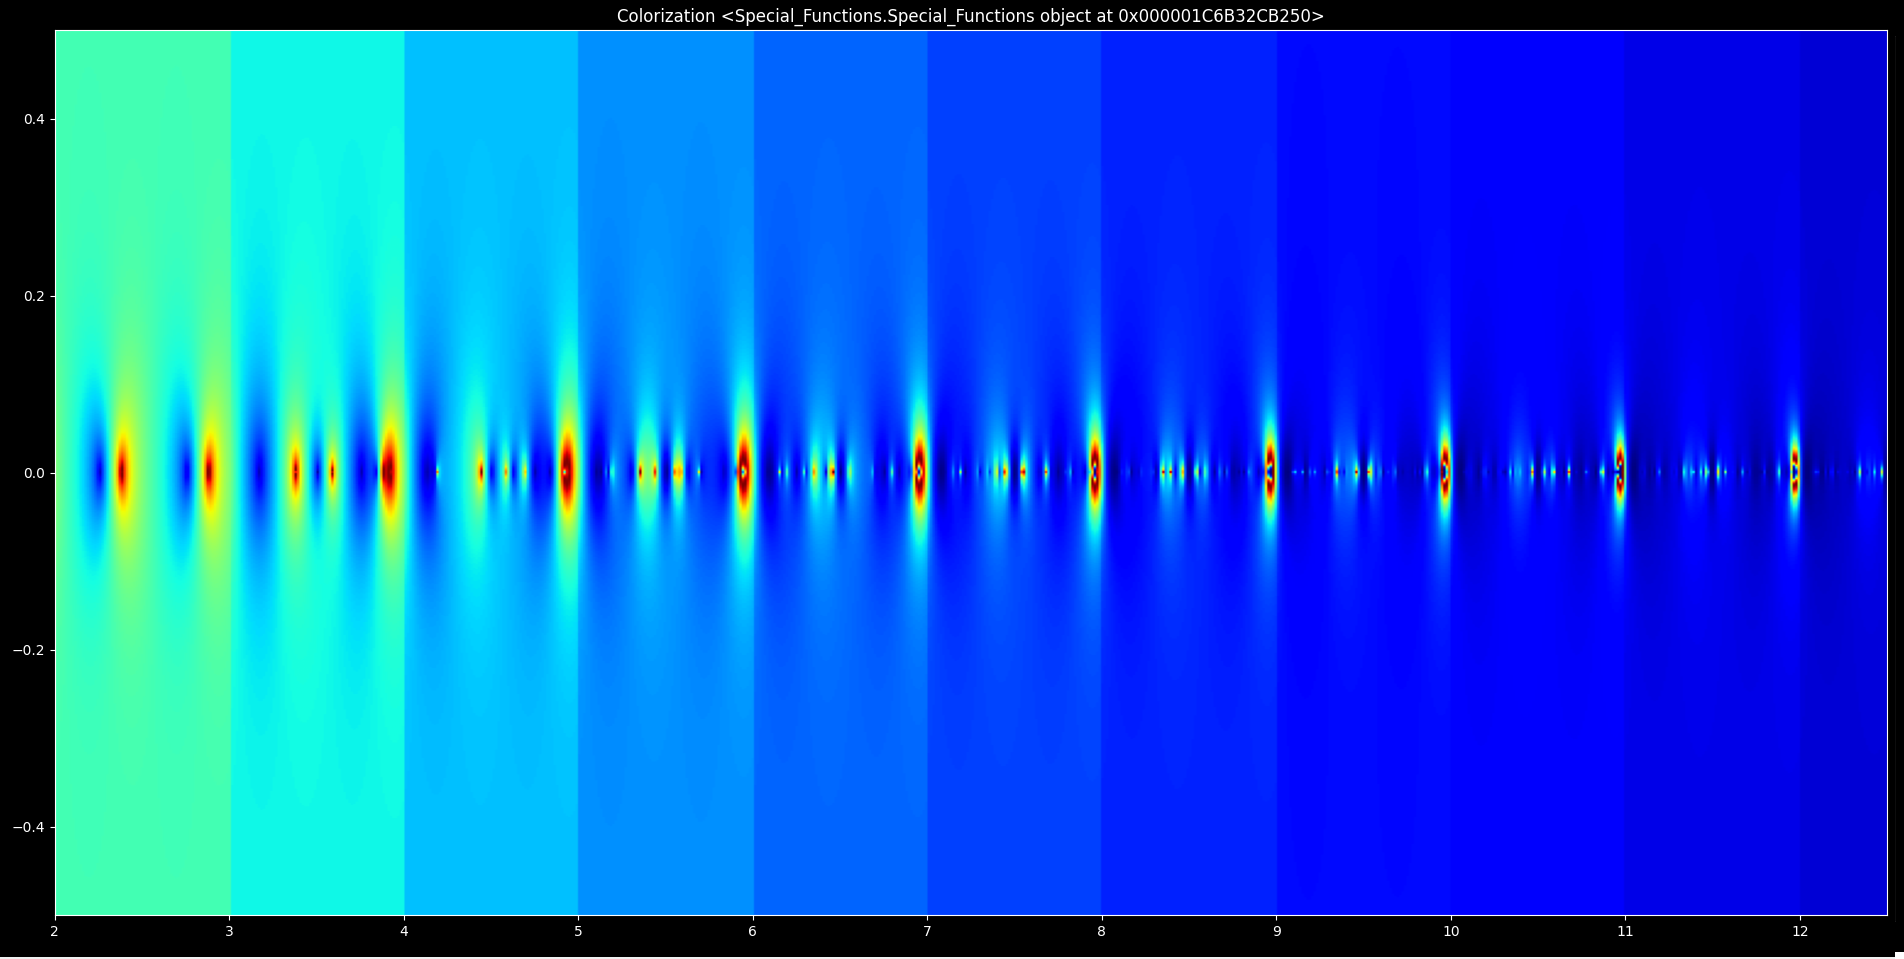 Colorization <Special_Functions.Special_Functions object at 0x000001C6B32CB250>
0.4
0.2
0.0
−0.2
−0.4
2 3 4 5 6 7 8 9 10 11 12